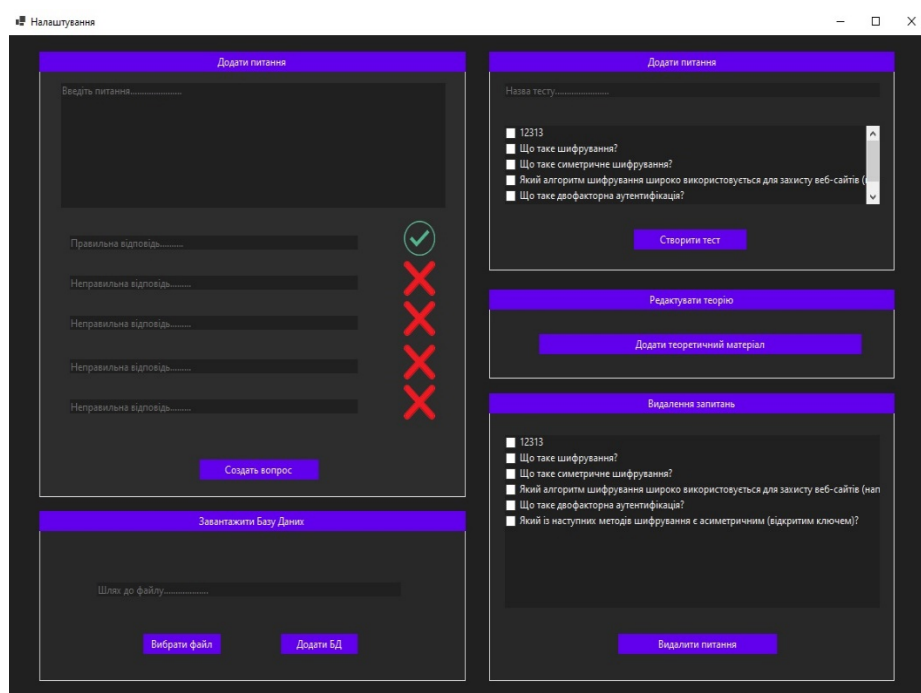 Налаштування
Додати питання
Введіть питання......................
Правильна відповідь..........
Неправильна відповідь.........
Неправильна відповідь.........
Неправильна відповідь.........
Неправильна відповідь.........
Создать вопрос
Завантажити Базу Даних
Шлях до файлу...................
Вибрати файл
Додати БД
Додати питання
Назва тесту.......................
12313
Що таке шифрування?
Що таке симетричне шифрування?
Який алгоритм шифрування широко використовується для захисту веб-сайтів (
Що таке двофакторна аутентифікація?
Створити тест
Редактувати теорію
Додати теоретичний матеріал
Видалення запитань
12313
Що таке шифрування?
Що таке симетричне шифрування?
Який алгоритм шифрування широко використовується для захисту веб-сайтів (нап
Що таке двофакторна аутентифікація?
Який із наступних методів шифрування є асиметричним (відкритим ключем)?
Видалити питання